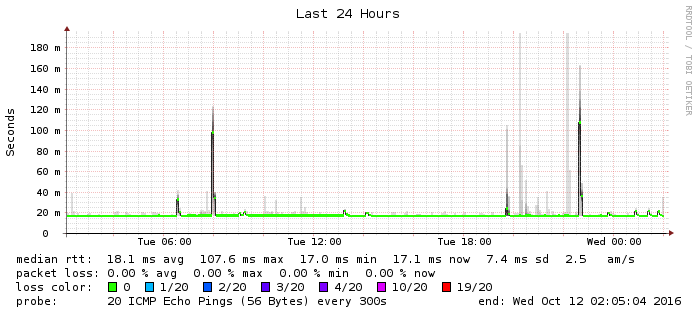 Last 24 Hours
RRDTOOL / TOBI OETIKER
Seconds
180 m
160 m
140 m
120 m
100 m
80 m
60 m
40 m
20 m
0
Tue 06:00 Tue 12:00 Tue 18:00 Wed 00:00
median rtt: 18.1 ms avg 107.6 ms max 17.0 ms min 17.1 ms now 7.4 ms sd 2.5 am/s
packet loss: 0.00 % avg 0.00 % max 0.00 % min 0.00 % now
loss color: 0 1/20 2/20 3/20 4/20 10/20 19/20
probe: 20 ICMP Echo Pings (56 Bytes) every 300s end: Wed Oct 12 02:05:04 2016